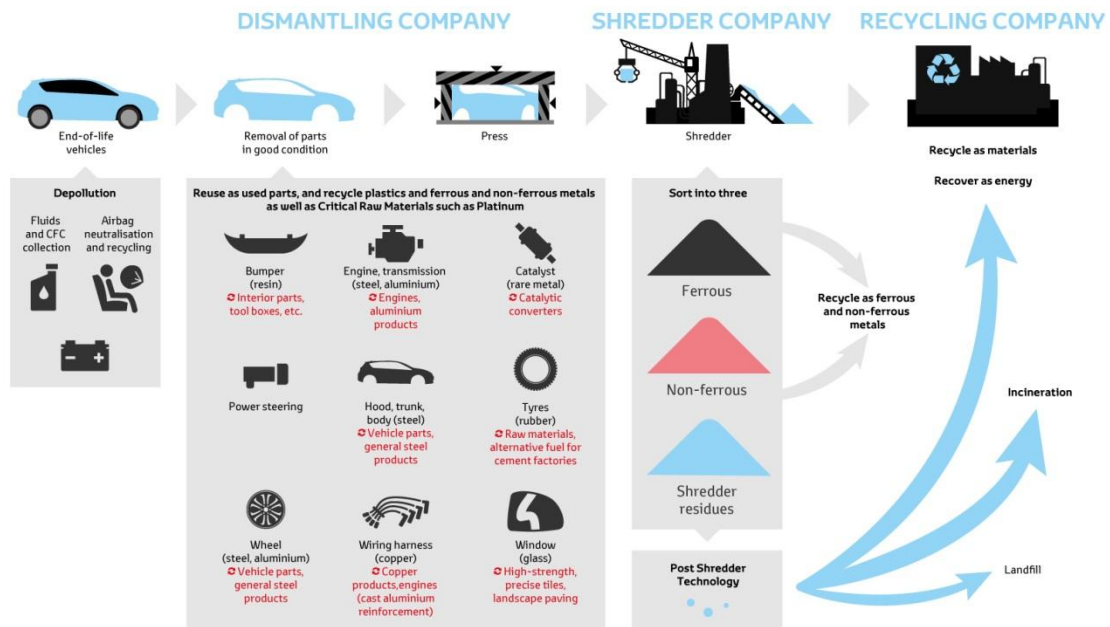 DISMANTLING COMPANY
SHREDDER COMPANY
RECYCLING COMPANY
End-of-life
vehicles
Removal of parts
in good condition
Press
Shredder
Recycle as materials
Recover as energy
Depollution
Fluids
and CFC
collection
Airbag
neutralisation
and recycling
Reuse as used parts, and recycle plastics and ferrous and non-ferrous metals
as well as Critical Raw Materials such as Platinum
Bumper
(resin)
Interior parts,
tool boxes, etc.
Engine, transmission
(steel, aluminium)
Engines,
aluminium
products
Catalyst
(rare metal)
Catalytic
converters
Power steering
Hood, trunk,
body (steel)
Vehicle parts,
general steel
products
Tyres
(rubber)
Raw materials,
alternative fuel for
cement factories
Wheel
(steel, aluminium)
Vehicle parts,
general steel
products
Wiring harness
(copper)
Copper
products,engines
(cast aluminium
reinforcement)
Window
(glass)
High-strength,
precise tiles,
landscape paving
Sort into three
Ferrous
Non-ferrous
Shredder
residues
Recycle as ferrous
and non-ferrous
metals
Post Shredder
Technology
Incineration
Landfill